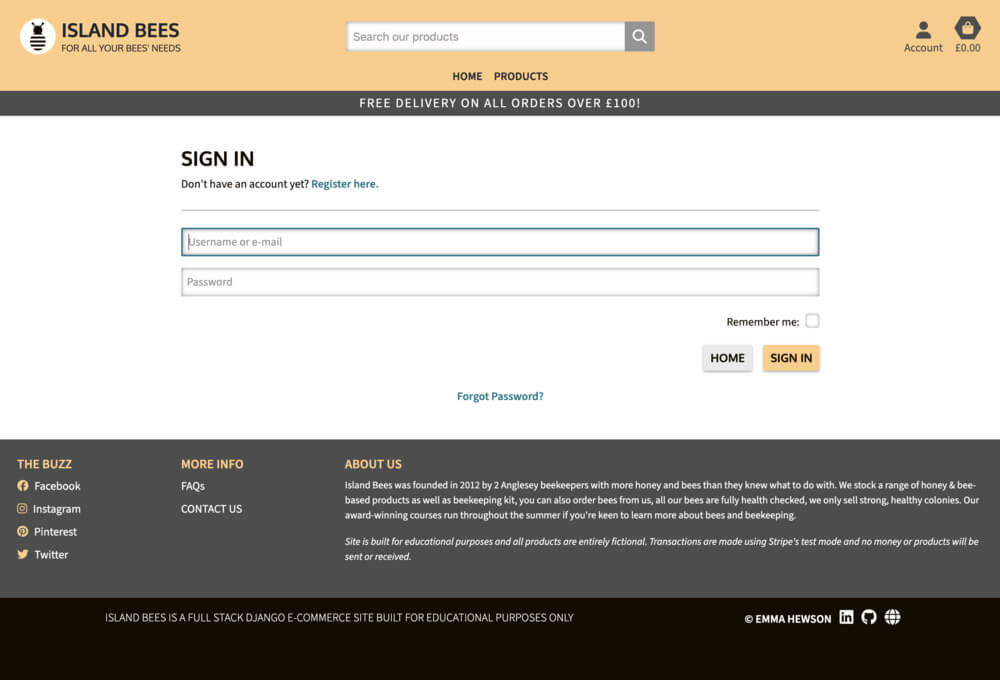 ISLAND BEES
FOR ALL YOUR BEES' NEEDS
Search our products
Account
£0.00
HOME PRODUCTS
FREE DELIVERY ON ALL ORDERS OVER £100!
SIGN IN
Don't have an account yet? Register here.
Username or e-mail
Password
Remember me:
HOME SIGN IN
Forgot Password?
THE BUZZ
Facebook
Instagram
Pinterest
Twitter
MORE INFO
FAQs
CONTACT US
ABOUT US
Island Bees was founded in 2012 by 2 Anglesey beekeepers with more honey and bees than they knew what to do with. We stock a range of honey & bee-
based products as well as beekeeping kit, you can also order bees from us, all our bees are fully health checked, we only sell strong, healthy colonies. Our
award-winning courses run throughout the summer if you're keen to learn more about bees and beekeeping.
Site is built for educational purposes and all products are entirely fictional. Transactions are made using Stripe's test mode and no money or products will be
sent or received.
ISLAND BEES IS A FULL STACK DJANGO E-COMMERCE SITE BUILT FOR EDUCATIONAL PURPOSES ONLY
© EMMA HEWSON